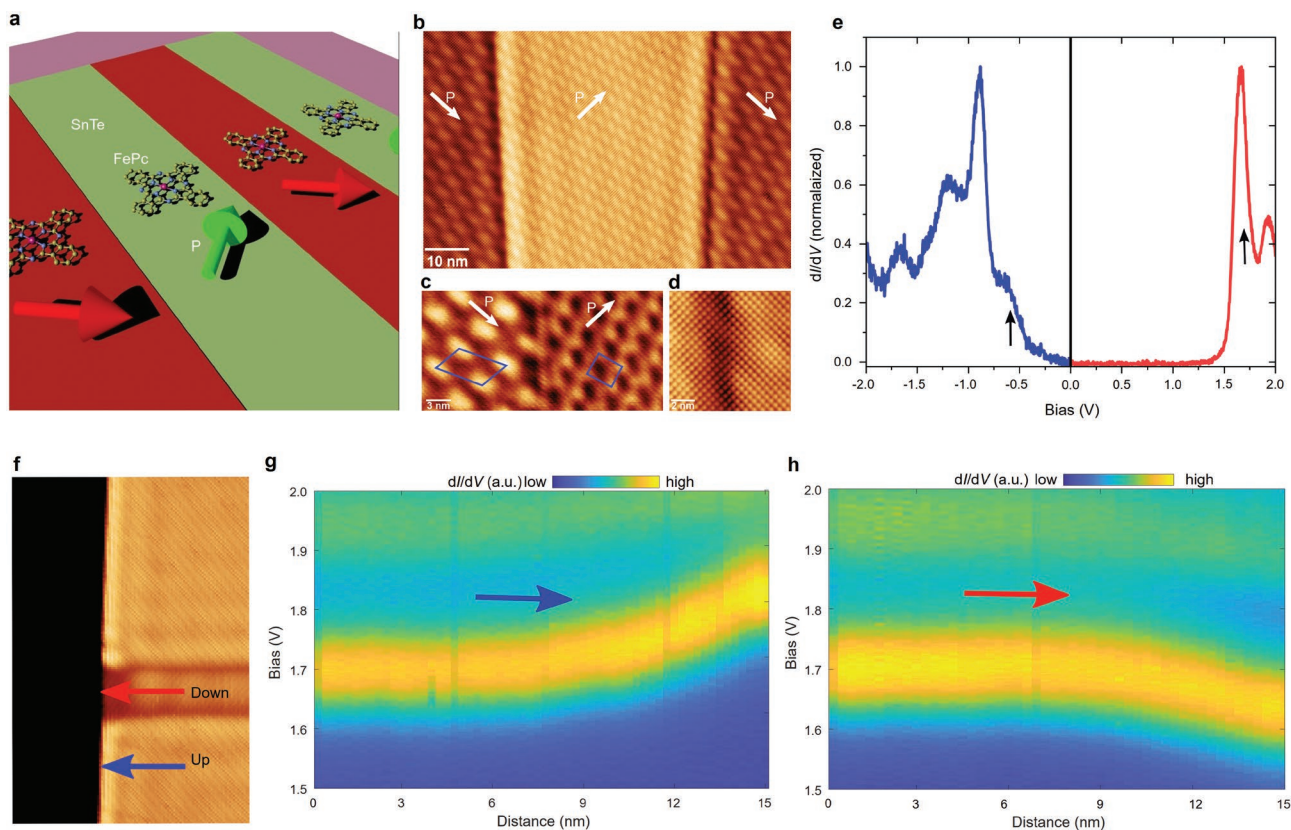 a
SnTe
FePc
P
b
P
P
P
10 nm
c
P
P
3 nm
d
2 nm
e
dI/dV (normalaized)
1.0
0.8
0.6
0.4
0.2
0.0
-2.0 -1.5 -1.0 -0.5 0.0 0.5 1.0 1.5 2.0
Bias (V)
f
Down
Up
g
dI/dV (a.u.) low high
Bias (V)
2.0
1.9
1.8
1.7
1.6
1.5
0 3 6 9 12 15
Distance (nm)
h
dI/dV (a.u.) low high
Bias (V)
2.0
1.9
1.8
1.7
1.6
1.5
0 3 6 9 12 15
Distance (nm)